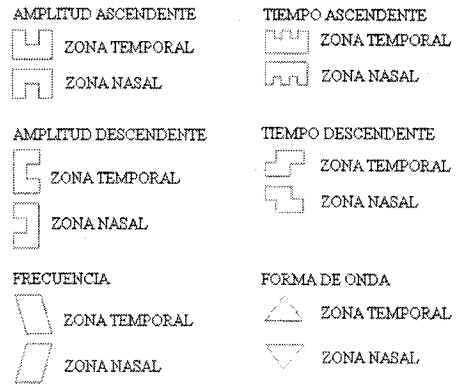 AMPLITUD ASCENDENTE
ZONA TEMPORAL
ZONA NASAL
TIEMPO ASCENDENTE
ZONA TEMPORAL
ZONA NASAL
AMPLITUD DESCENDENTE
ZONA TEMPORAL
ZONA NASAL
TIEMPO DESCENDENTE
ZONA TEMPORAL
ZONA NASAL
FRECUENCIA
ZONA TEMPORAL
ZONA NASAL
FORMA DE ONDA
ZONA TEMPORAL
ZONA NASAL